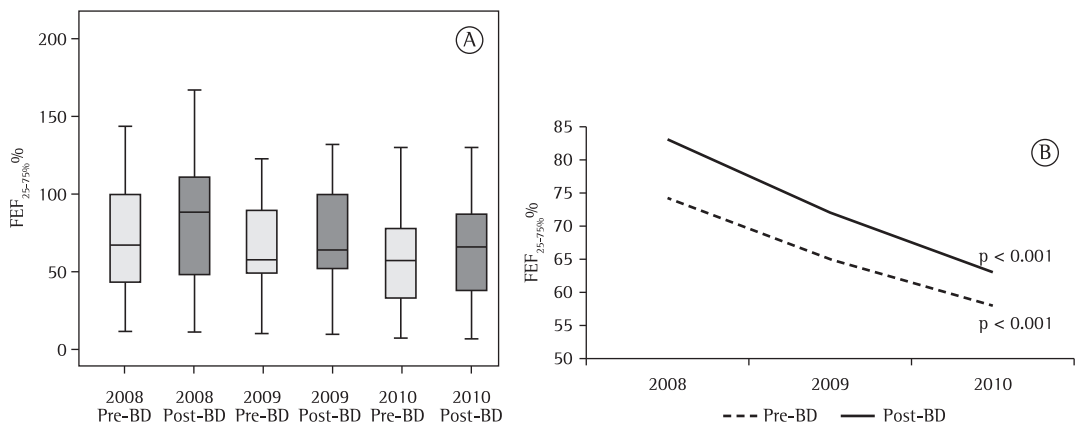 A
FEF25-75%%
200
150
100
50
0
2008 2008 2009 2009 2010 2010
Pre-BD Post-BD Pre-BD Post-BD Pre-BD Post-BD
B
FEF25-75%%
85
80
75
70
65
60
55
50
p < 0.001
p < 0.001
2008 2009 2010
Pre-BD Post-BD